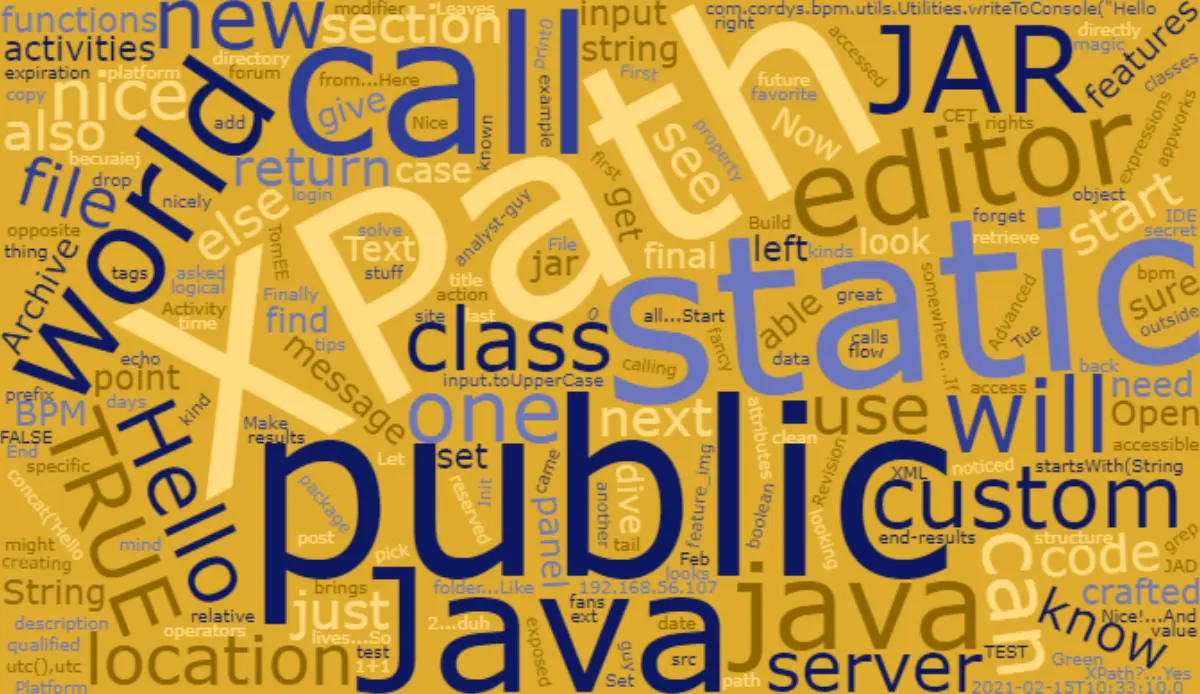 functions
new
modifier
Leaves
section
call
Print()
input
string
com.cordys.bpm.utils.Utilities.writeToConsole("Hello
right
accessed
JAR
directly
magic
features
classes
activities
expiration
platform
directory
forum
from...Here
example
First
future
favorite
copy
nice
add
give
Nice
known
first
see
property
Now
CET
rights
expressions
appworks
also
becuaiej
World
return
case
get
editor
file
drop
nicely
login
analyst-guy
XPath
Build
object
opposite
else
TomEE
solve
Text
File
final
left
kinds
look
forget
retrieve
start
IDE
secret
thing
tags
asked
logical
stuff
jar
static
bpm
sure
outside
Archive
Activity
time
Finally
title
action
0
great
able
somewhere...If
Advanced
Tue
find
tips
site
last
class
all...Start
fancy
calls
flow
data
echo
message
calling
back
point
input.toUpperCase
prefix
BPM
days
kind
Make
results
one
next
attributes
clean
use
will
access
need
Open
accessible
FALSE
End
specific
TRUE
Hello
Let
set
came
dive
public
Revision
XML
noticed
startsWith(String
concat('Hello
package
reserved
Init
panel
another
tail
feature_img
boolean
looking
custom
end-results
structure
grep
might
creating
mind
post
pick
Feb
looks
can
code
JAD
String
brings
folder...Like
192.168.56.107
java
crafted
description
relative
operators
just
Java
2...duh
fans
ext
date
know
Nice!...And
value
qualified
location
lives...So
test
1+1
exposed
guy
Set
src
path
server
TEST
Green
XPath?...Yes
utc(),utc
Platform
2021-02-15T10:33:10.0